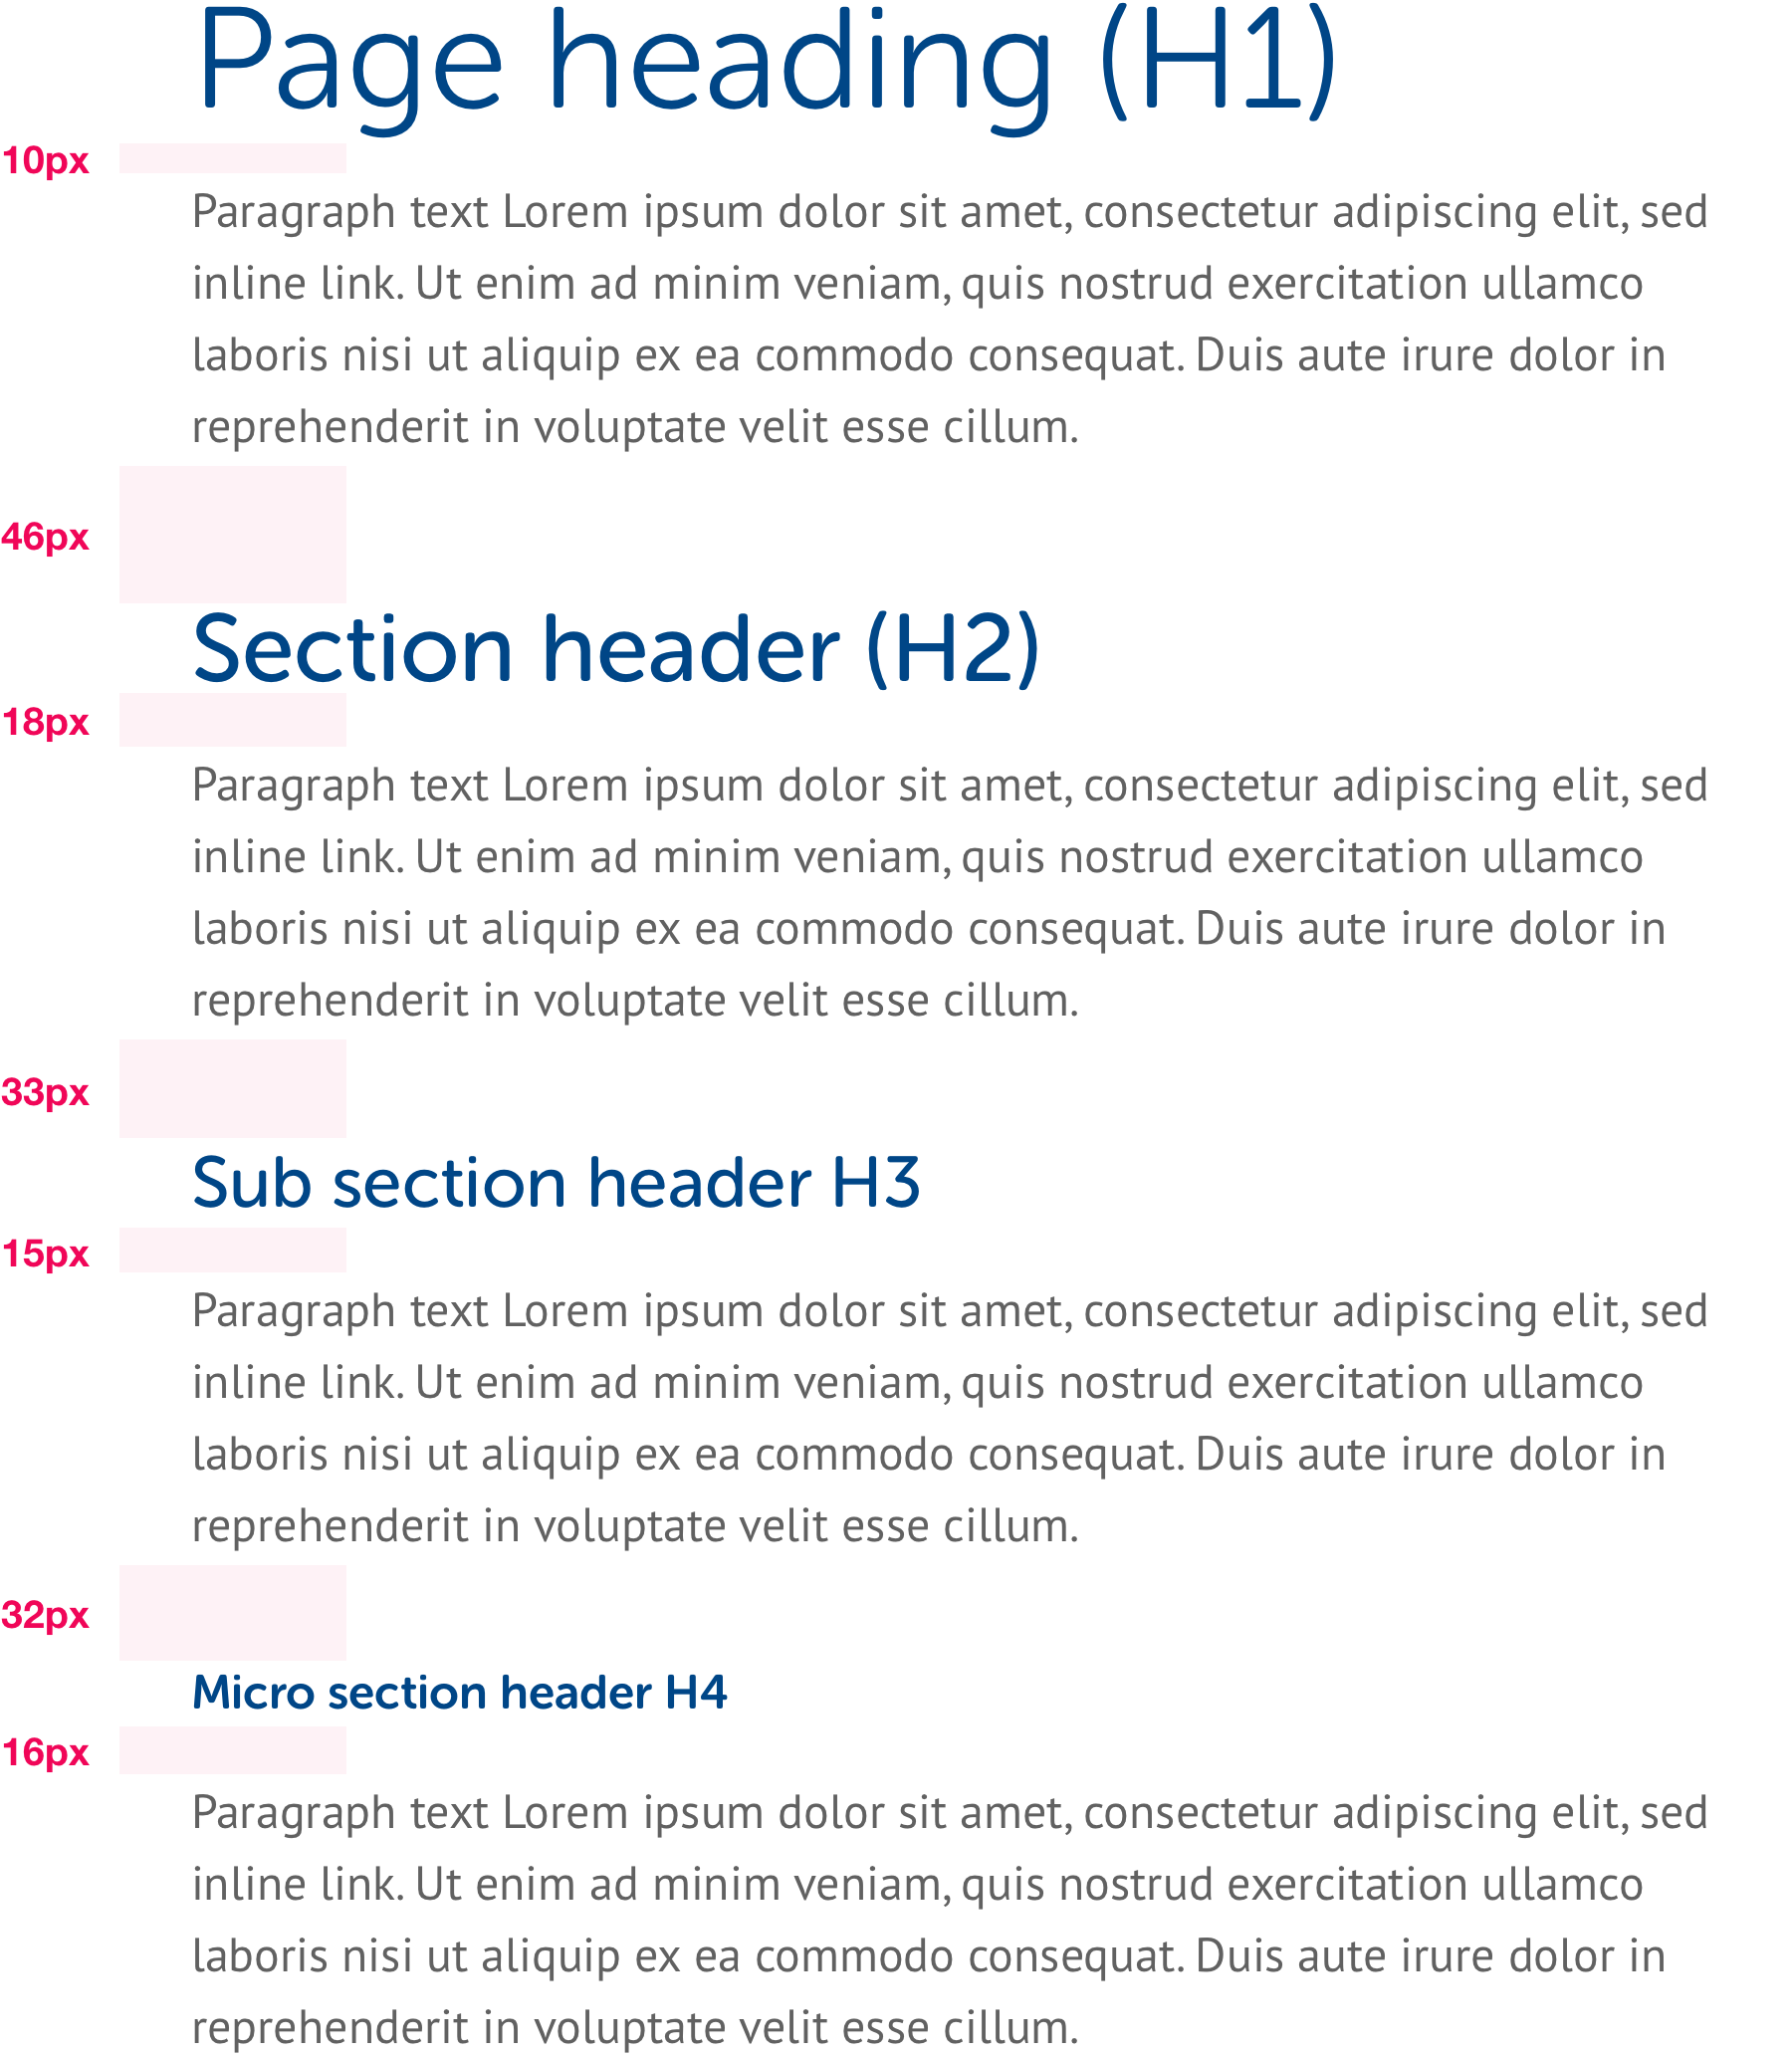 Page heading (H1)
10px
Paragraph text Lorem ipsum dolor sit amet, consectetur adipiscing elit, sed
inline link. Ut enim ad minim veniam, quis nostrud exercitation ullamco
laboris nisi ut aliquip ex ea commodo consequat. Duis aute irure dolor in
reprehenderit in voluptate velit esse cillum.
46px
Section header (H2)
18px
Paragraph text Lorem ipsum dolor sit amet, consectetur adipiscing elit, sed
inline link. Ut enim ad minim veniam, quis nostrud exercitation ullamco
laboris nisi ut aliquip ex ea commodo consequat. Duis aute irure dolor in
reprehenderit in voluptate velit esse cillum.
33px
Sub section header H3
15px
Paragraph text Lorem ipsum dolor sit amet, consectetur adipiscing elit, sed
inline link. Ut enim ad minim veniam, quis nostrud exercitation ullamco
laboris nisi ut aliquip ex ea commodo consequat. Duis aute irure dolor in
reprehenderit in voluptate velit esse cillum.
32px
Micro section header H4
16px
Paragraph text Lorem ipsum dolor sit amet, consectetur adipiscing elit, sed
inline link. Ut enim ad minim veniam, quis nostrud exercitation ullamco
laboris nisi ut aliquip ex ea commodo consequat. Duis aute irure dolor in
reprehenderit in voluptate velit esse cillum.